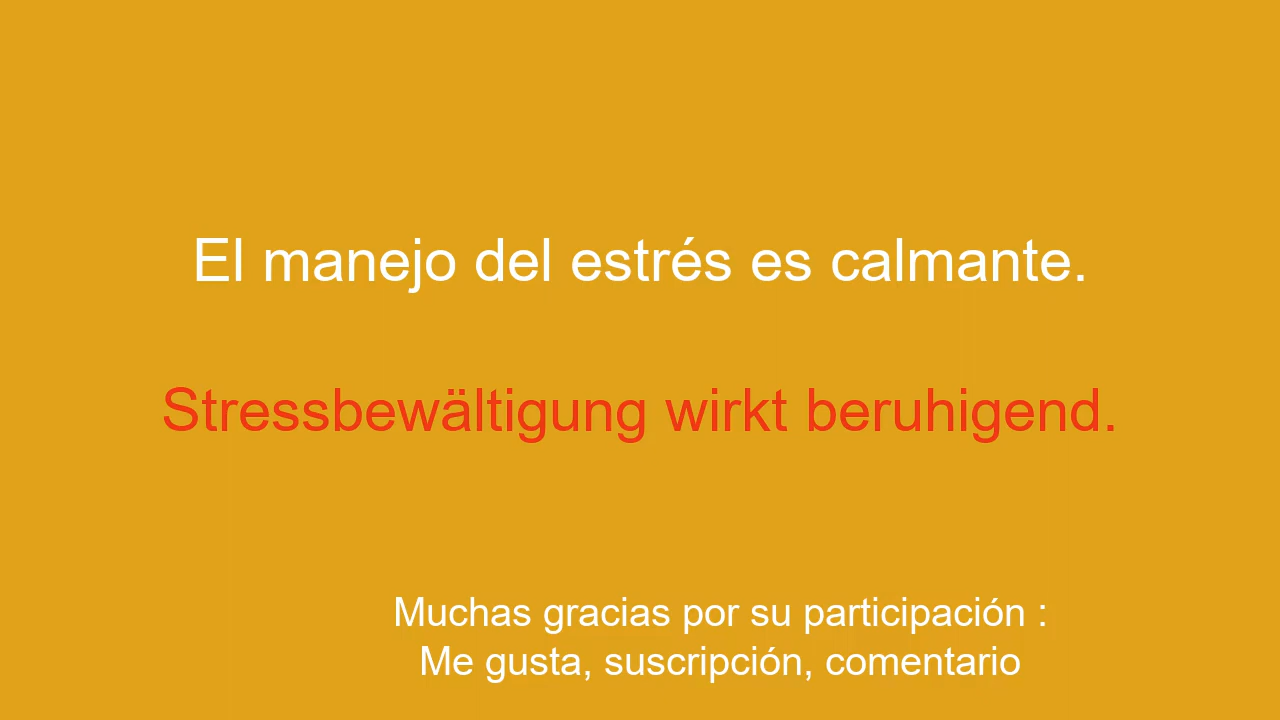 El manejo del estrés es calmante.
Stressbewältigung wirkt beruhigend.
Muchas gracias por su participación :
Me gusta, suscripción, comentario